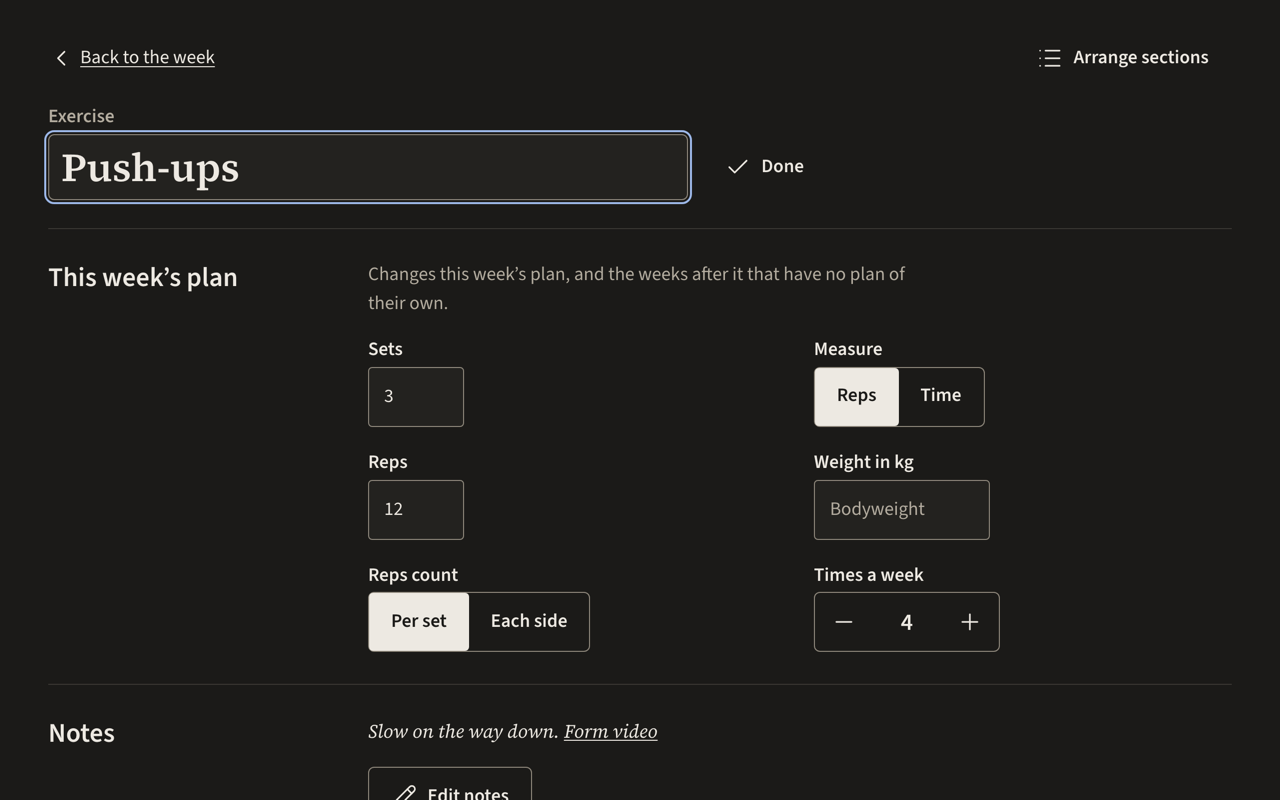 Back to the week
Arrange sections
Exercise
Push-ups
Done
This week’s plan
Changes this week’s plan, and the weeks after it that have no plan of
their own.
Sets
3
Measure
Reps
Time
Reps
12
Weight in kg
Bodyweight
Reps count
Per set
Each side
Times a week
4
Notes
Slow on the way down. Form video
Edit notes